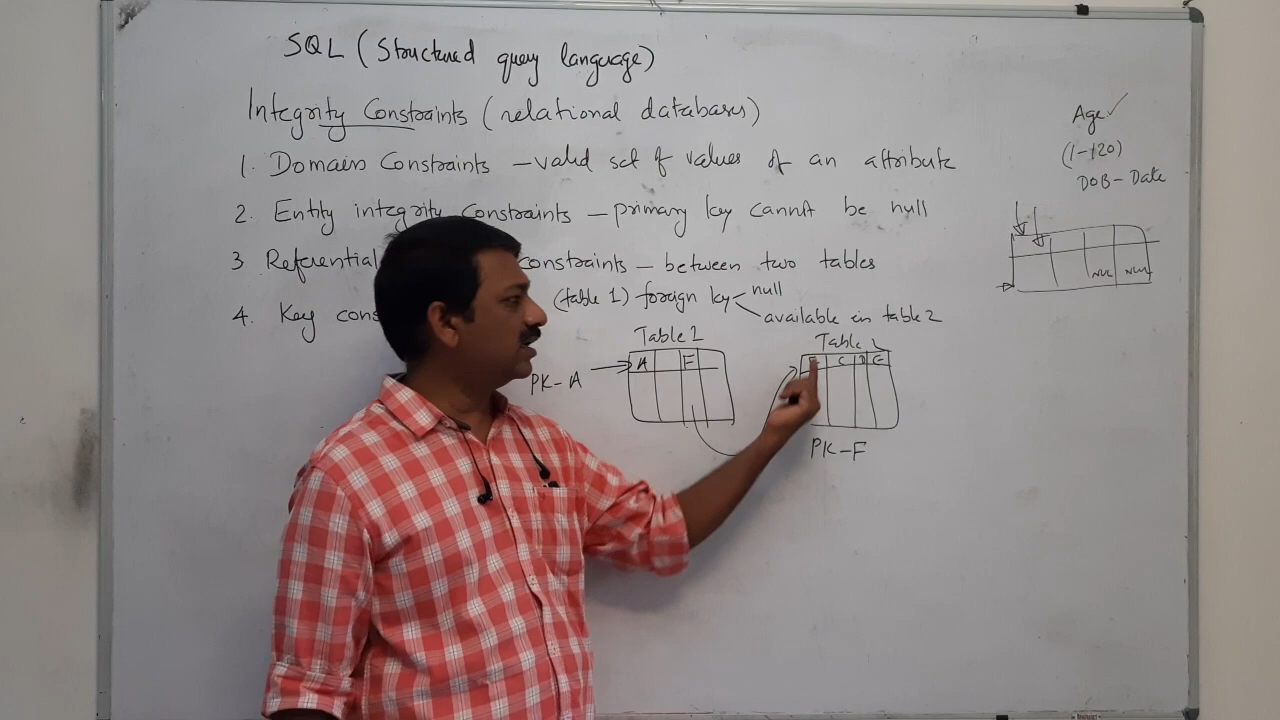 SQL (Structured query language)
Integrity Constraints (relational databases)
1. Domain Constraints – valid set of values of an attribute
2. Entity integrity constraints – primary key cannot be null
3 Referential constraints – between two tables
(table 1) foreign key null
available in table 2
4. Key cons
Table 1
A F
PK-A
Table 2
C D E
PK-F
Age ✓
(1-120)
DOB - Date
NULL NULL